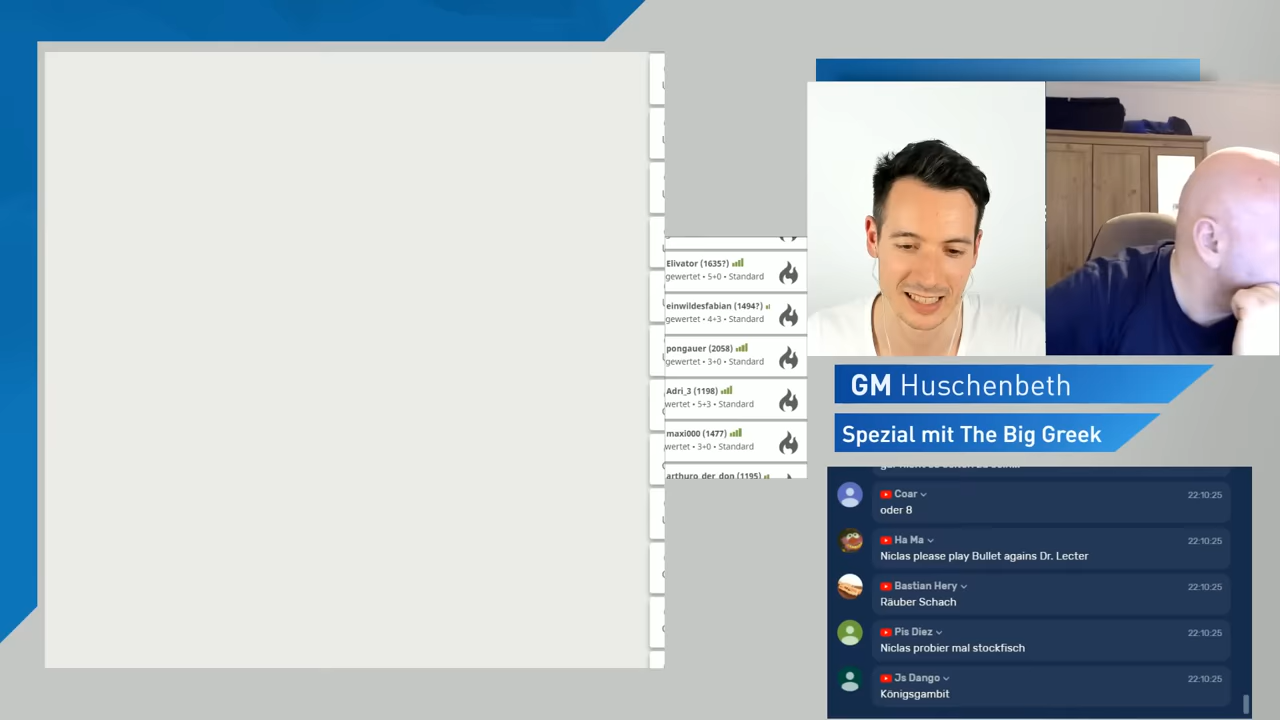 Elivator (1635?)
gewertet • 5+0 • Standard
einwildesfabian (1494?)
gewertet • 4+3 • Standard
pongauer (2058)
gewertet • 3+0 • Standard
Adri_3 (1198)
wertet • 5+3 • Standard
maxi000 (1477)
wertet • 3+0 • Standard
arthuro_der_don (1195)
GM Huschenbeth
Spezial mit The Big Greek
Coar 22:10:25
oder 8
Ha Ma 22:10:25
Niclas please play Bullet agains Dr. Lecter
Bastian Hery 22:10:25
Räuber Schach
Pis Diez 22:10:25
Niclas probier mal stockfisch
Js Dango 22:10:25
Königsgambit